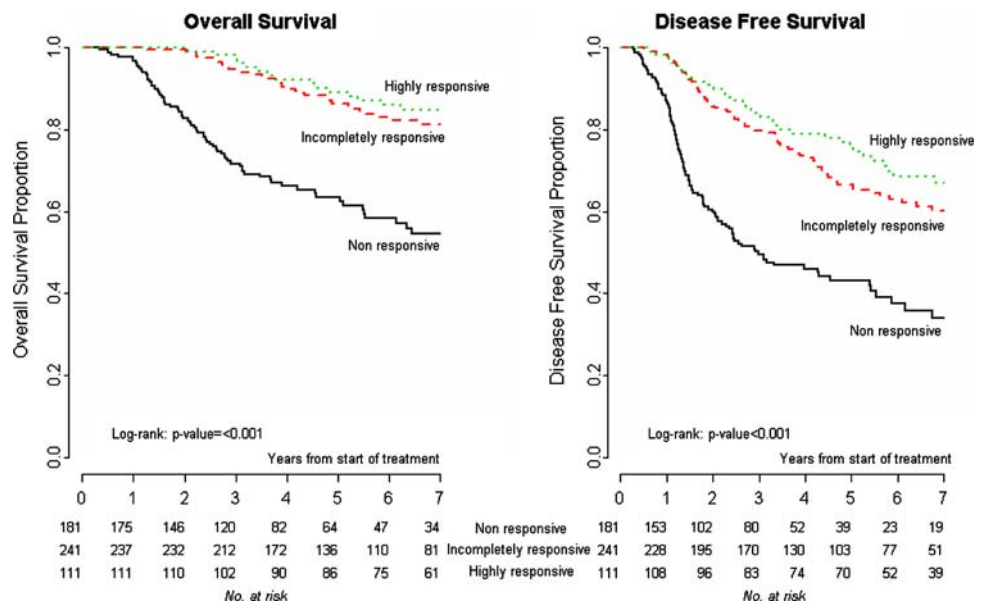 Overall Survival
Overall Survival Proportion
1.0
0.8
0.6
0.4
0.2
0.0
Highly responsive
Incompletely responsive
Non responsive
Log-rank: p-value=<0.001
Years from start of treatment
0 1 2 3 4 5 6 7
Disease Free Survival
Disease Free Survival Proportion
1.0
0.8
0.6
0.4
0.2
0.0
Highly responsive
Incompletely responsive
Non responsive
Log-rank: p-value<0.001
Years from start of treatment
0 1 2 3 4 5 6 7
181 175 146 120 82 64 47 34 Non responsive 181 153 102 80 52 39 23 19
241 237 232 212 172 136 110 81 Incompletely responsive 241 228 195 170 130 103 77 51
111 111 110 102 90 86 75 61 Highly responsive 111 108 96 83 74 70 52 39
No. at risk No. at risk